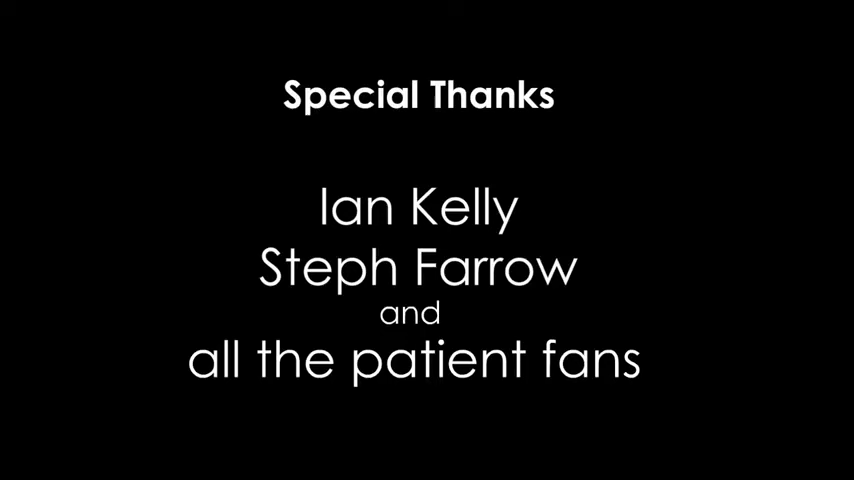 Special Thanks
Ian Kelly
Steph Farrow
and
all the patient fans